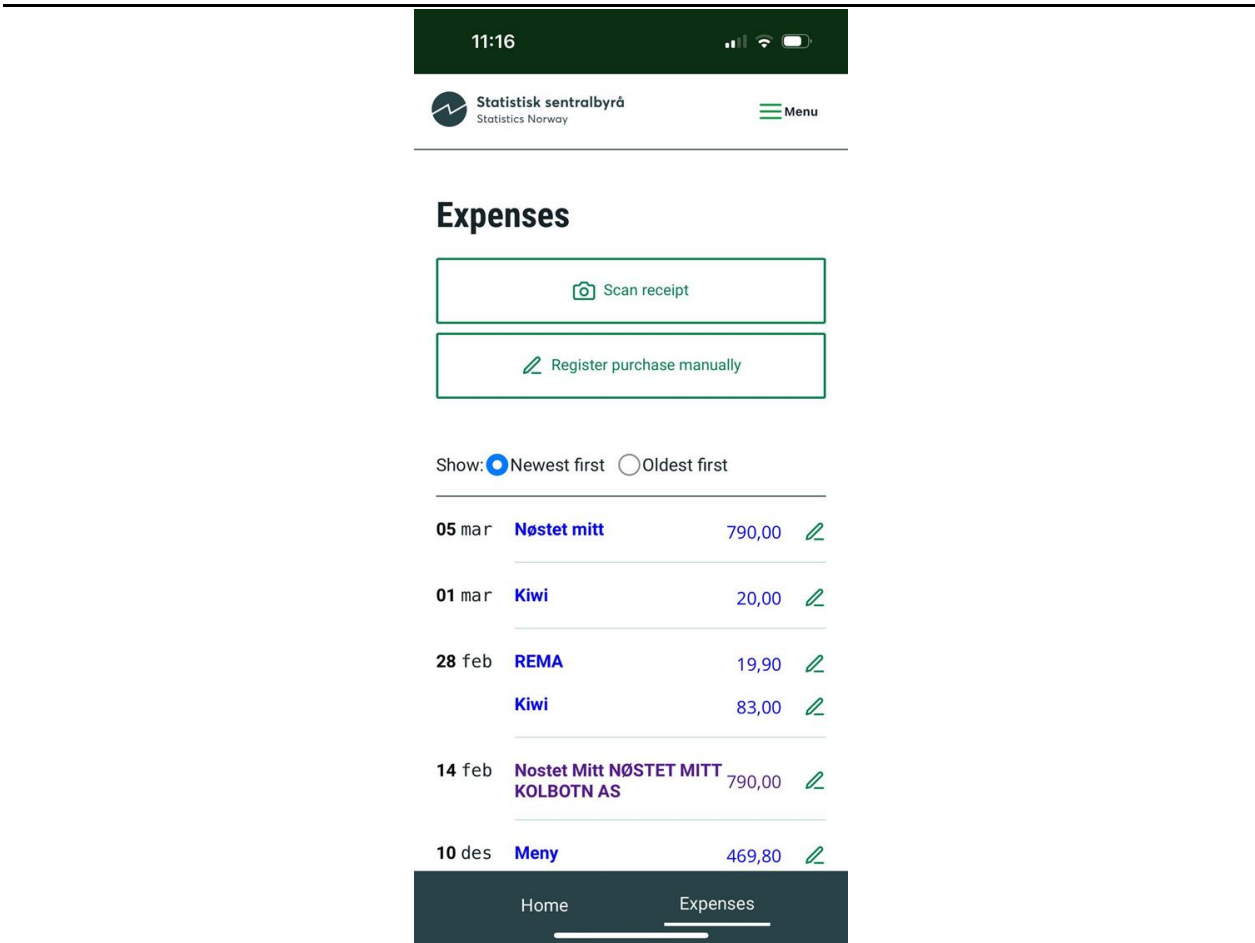 11:16
Statistisk sentralbyrå
Statistics Norway
Menu
Expenses
Scan receipt
Register purchase manually
Show: Newest first Oldest first
05 mar Nøstet mitt 790,00
01 mar Kiwi 20,00
28 feb REMA 19,90
Kiwi 83,00
14 feb Nostet Mitt NØSTET MITT 790,00
KOLBOTN AS
10 des Meny 469,80
Home Expenses